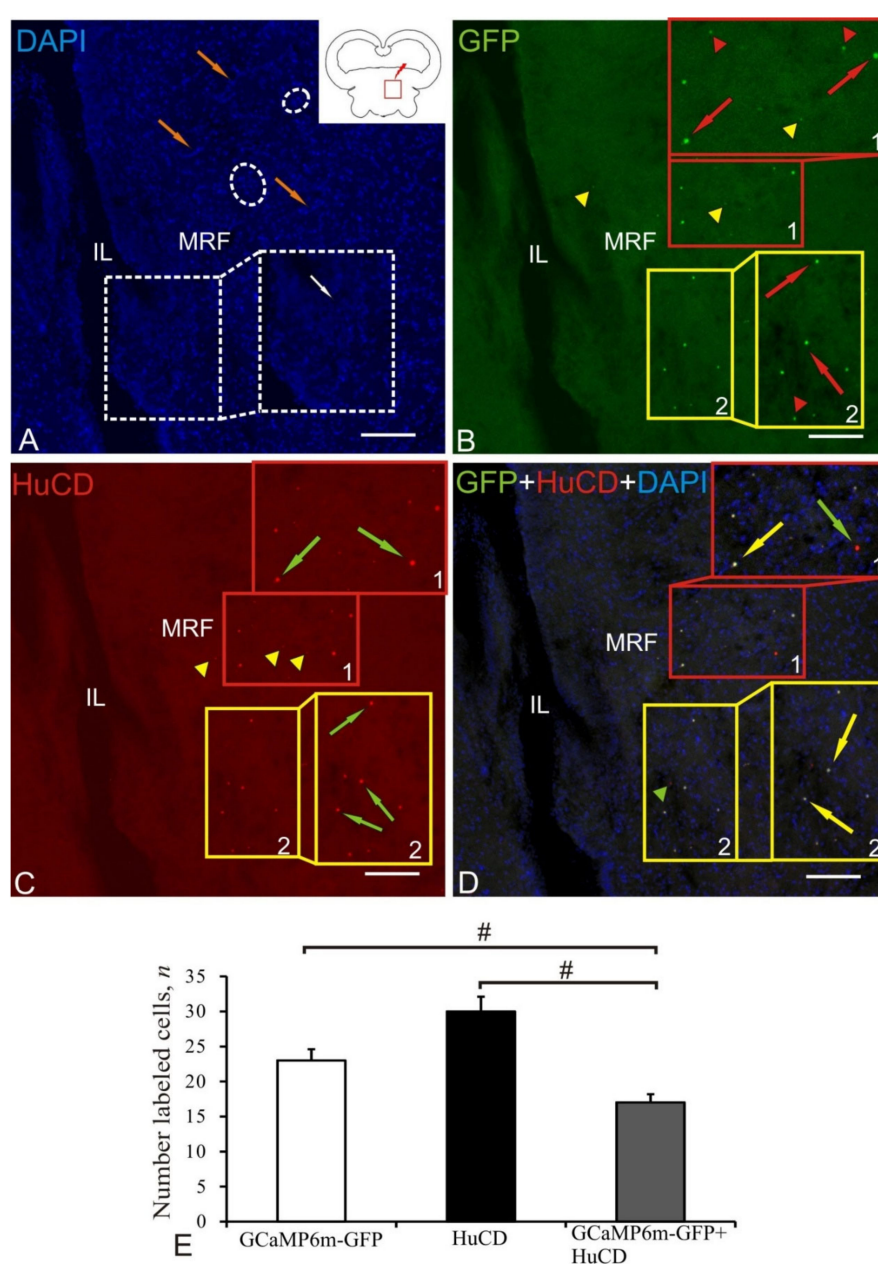 DAPI
IL
MRF
A
GFP
1
1
MRF
IL
2
2
B
HuCD
1
MRF
1
IL
2
2
C
GFP+HuCD+DAPI
1
MRF
1
IL
2
2
D
#
#
Number labeled cells, n
35
30
25
20
15
10
5
0
GCaMP6m-GFP
HuCD
GCaMP6m-GFP+
HuCD
E